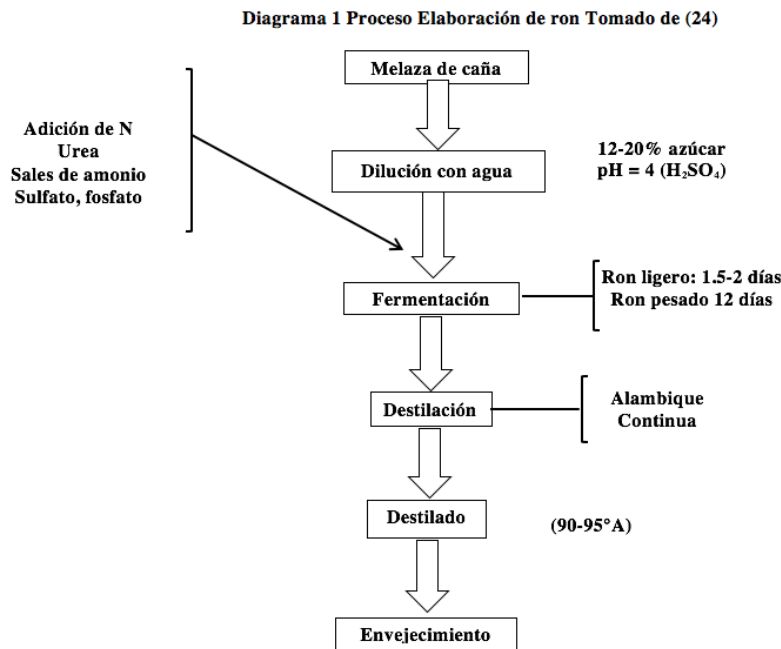 Diagrama 1 Proceso Elaboración de ron Tomado de (24)
Melaza de caña
Adición de N
Urea
Sales de amonio
Sulfato, fosfato
Dilución con agua
12-20% azúcar
pH = 4 (H₂SO₄)
Fermentación
Ron ligero: 1.5-2 días
Ron pesado 12 días
Destilación
Alambique
Continua
Destilado
(90-95°A)
Envejecimiento